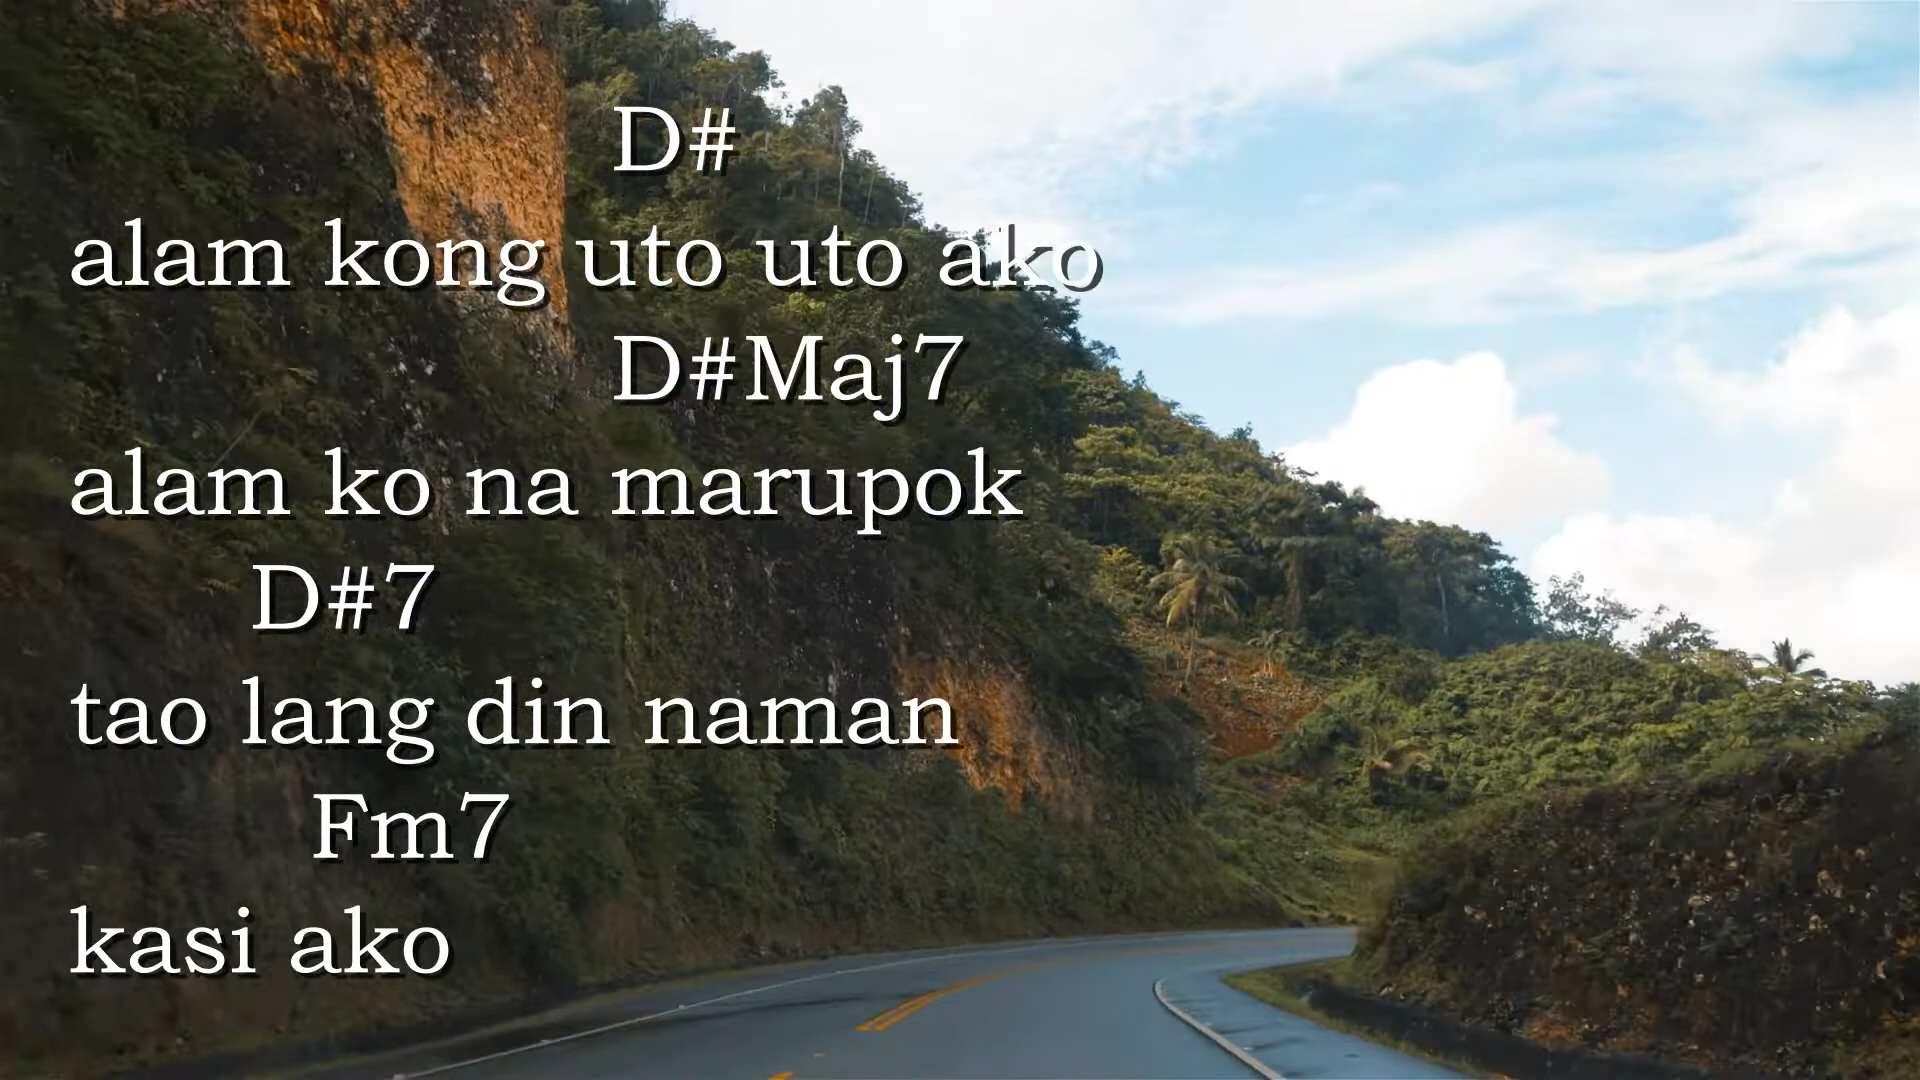 D#
alam kong uto uto ako
D#Maj7
alam ko na marupok
D#7
tao lang din naman
Fm7
kasi ako